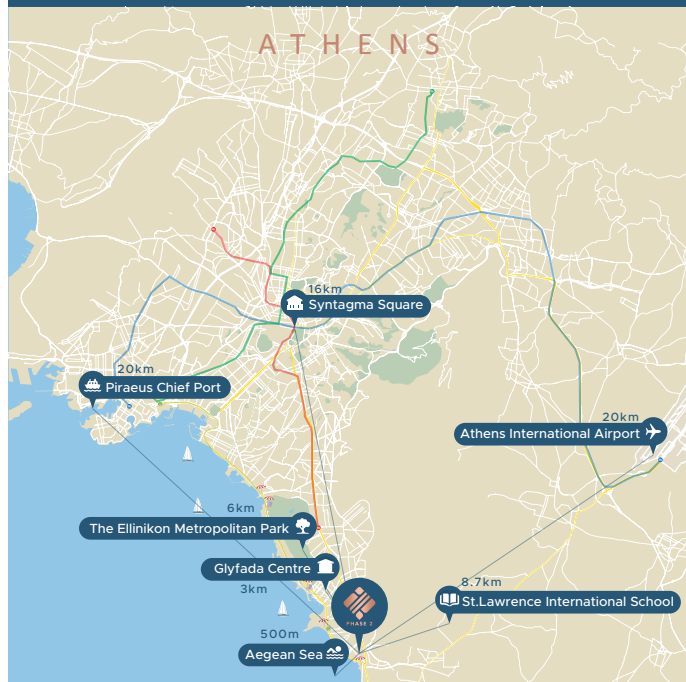 ATHENS
16km
Syntagma Square
20km
Piraeus Chief Port
20km
Athens International Airport
6km
The Ellinikon Metropolitan Park
Glyfada Centre
3km
8.7km
St.Lawrence International School
PHASE 2
500m
Aegean Sea